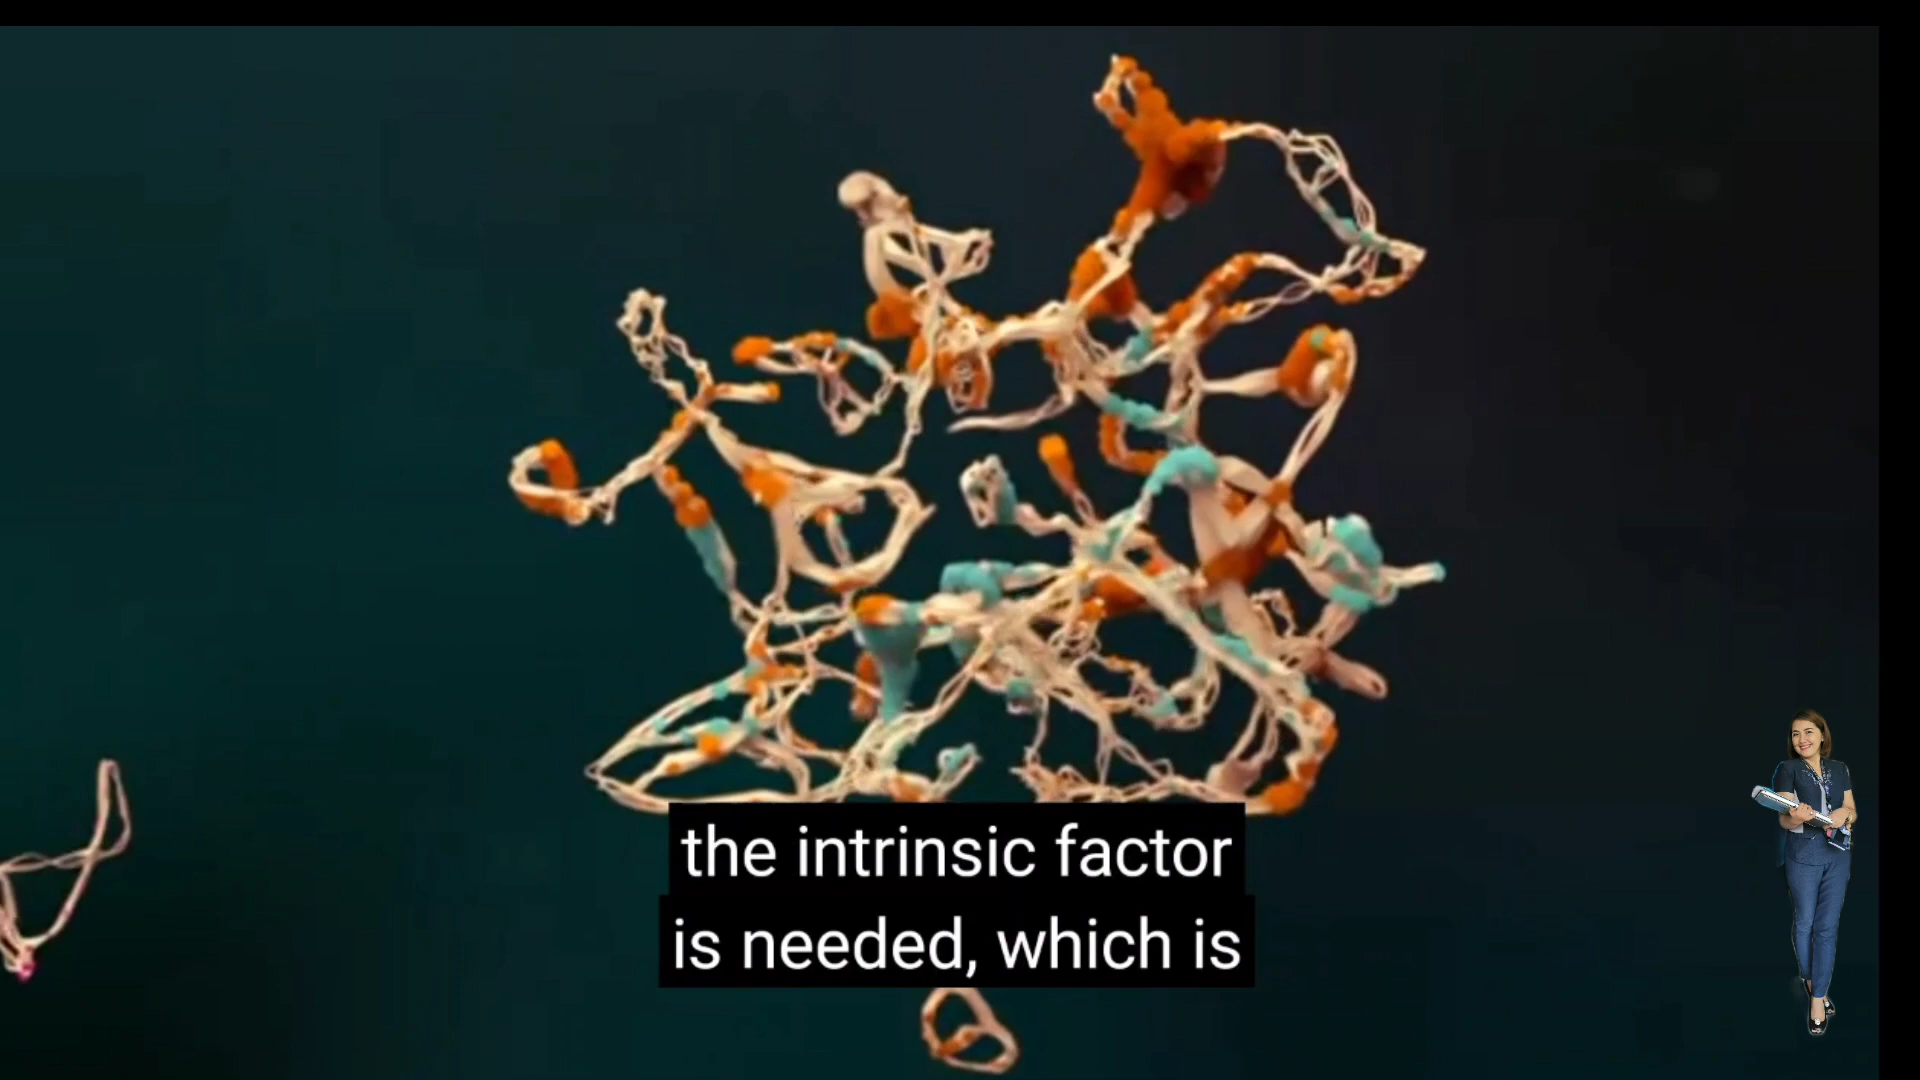 the intrinsic factor
is needed, which is